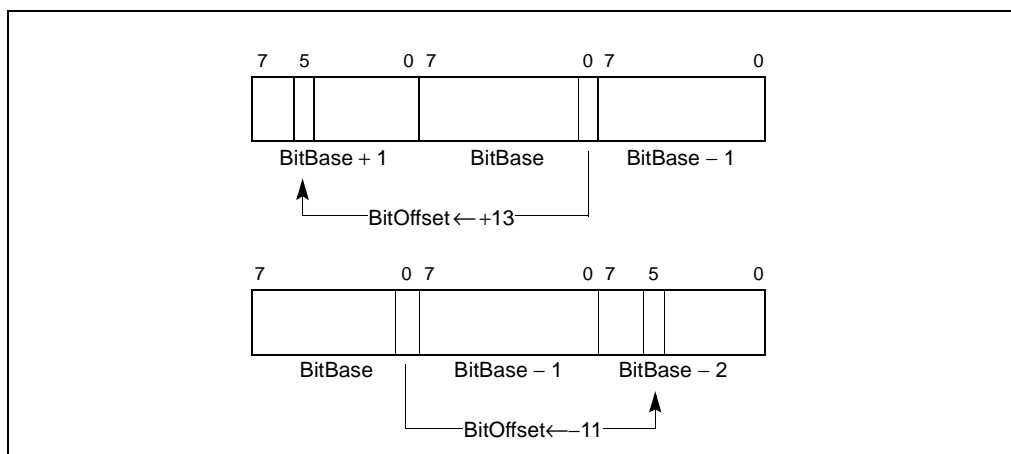 7 5 0 7 0 7 0
BitBase + 1 BitBase BitBase − 1
BitOffset ← +13
7 0 7 0 7 5 0
BitBase BitBase − 1 BitBase − 2
BitOffset←−11